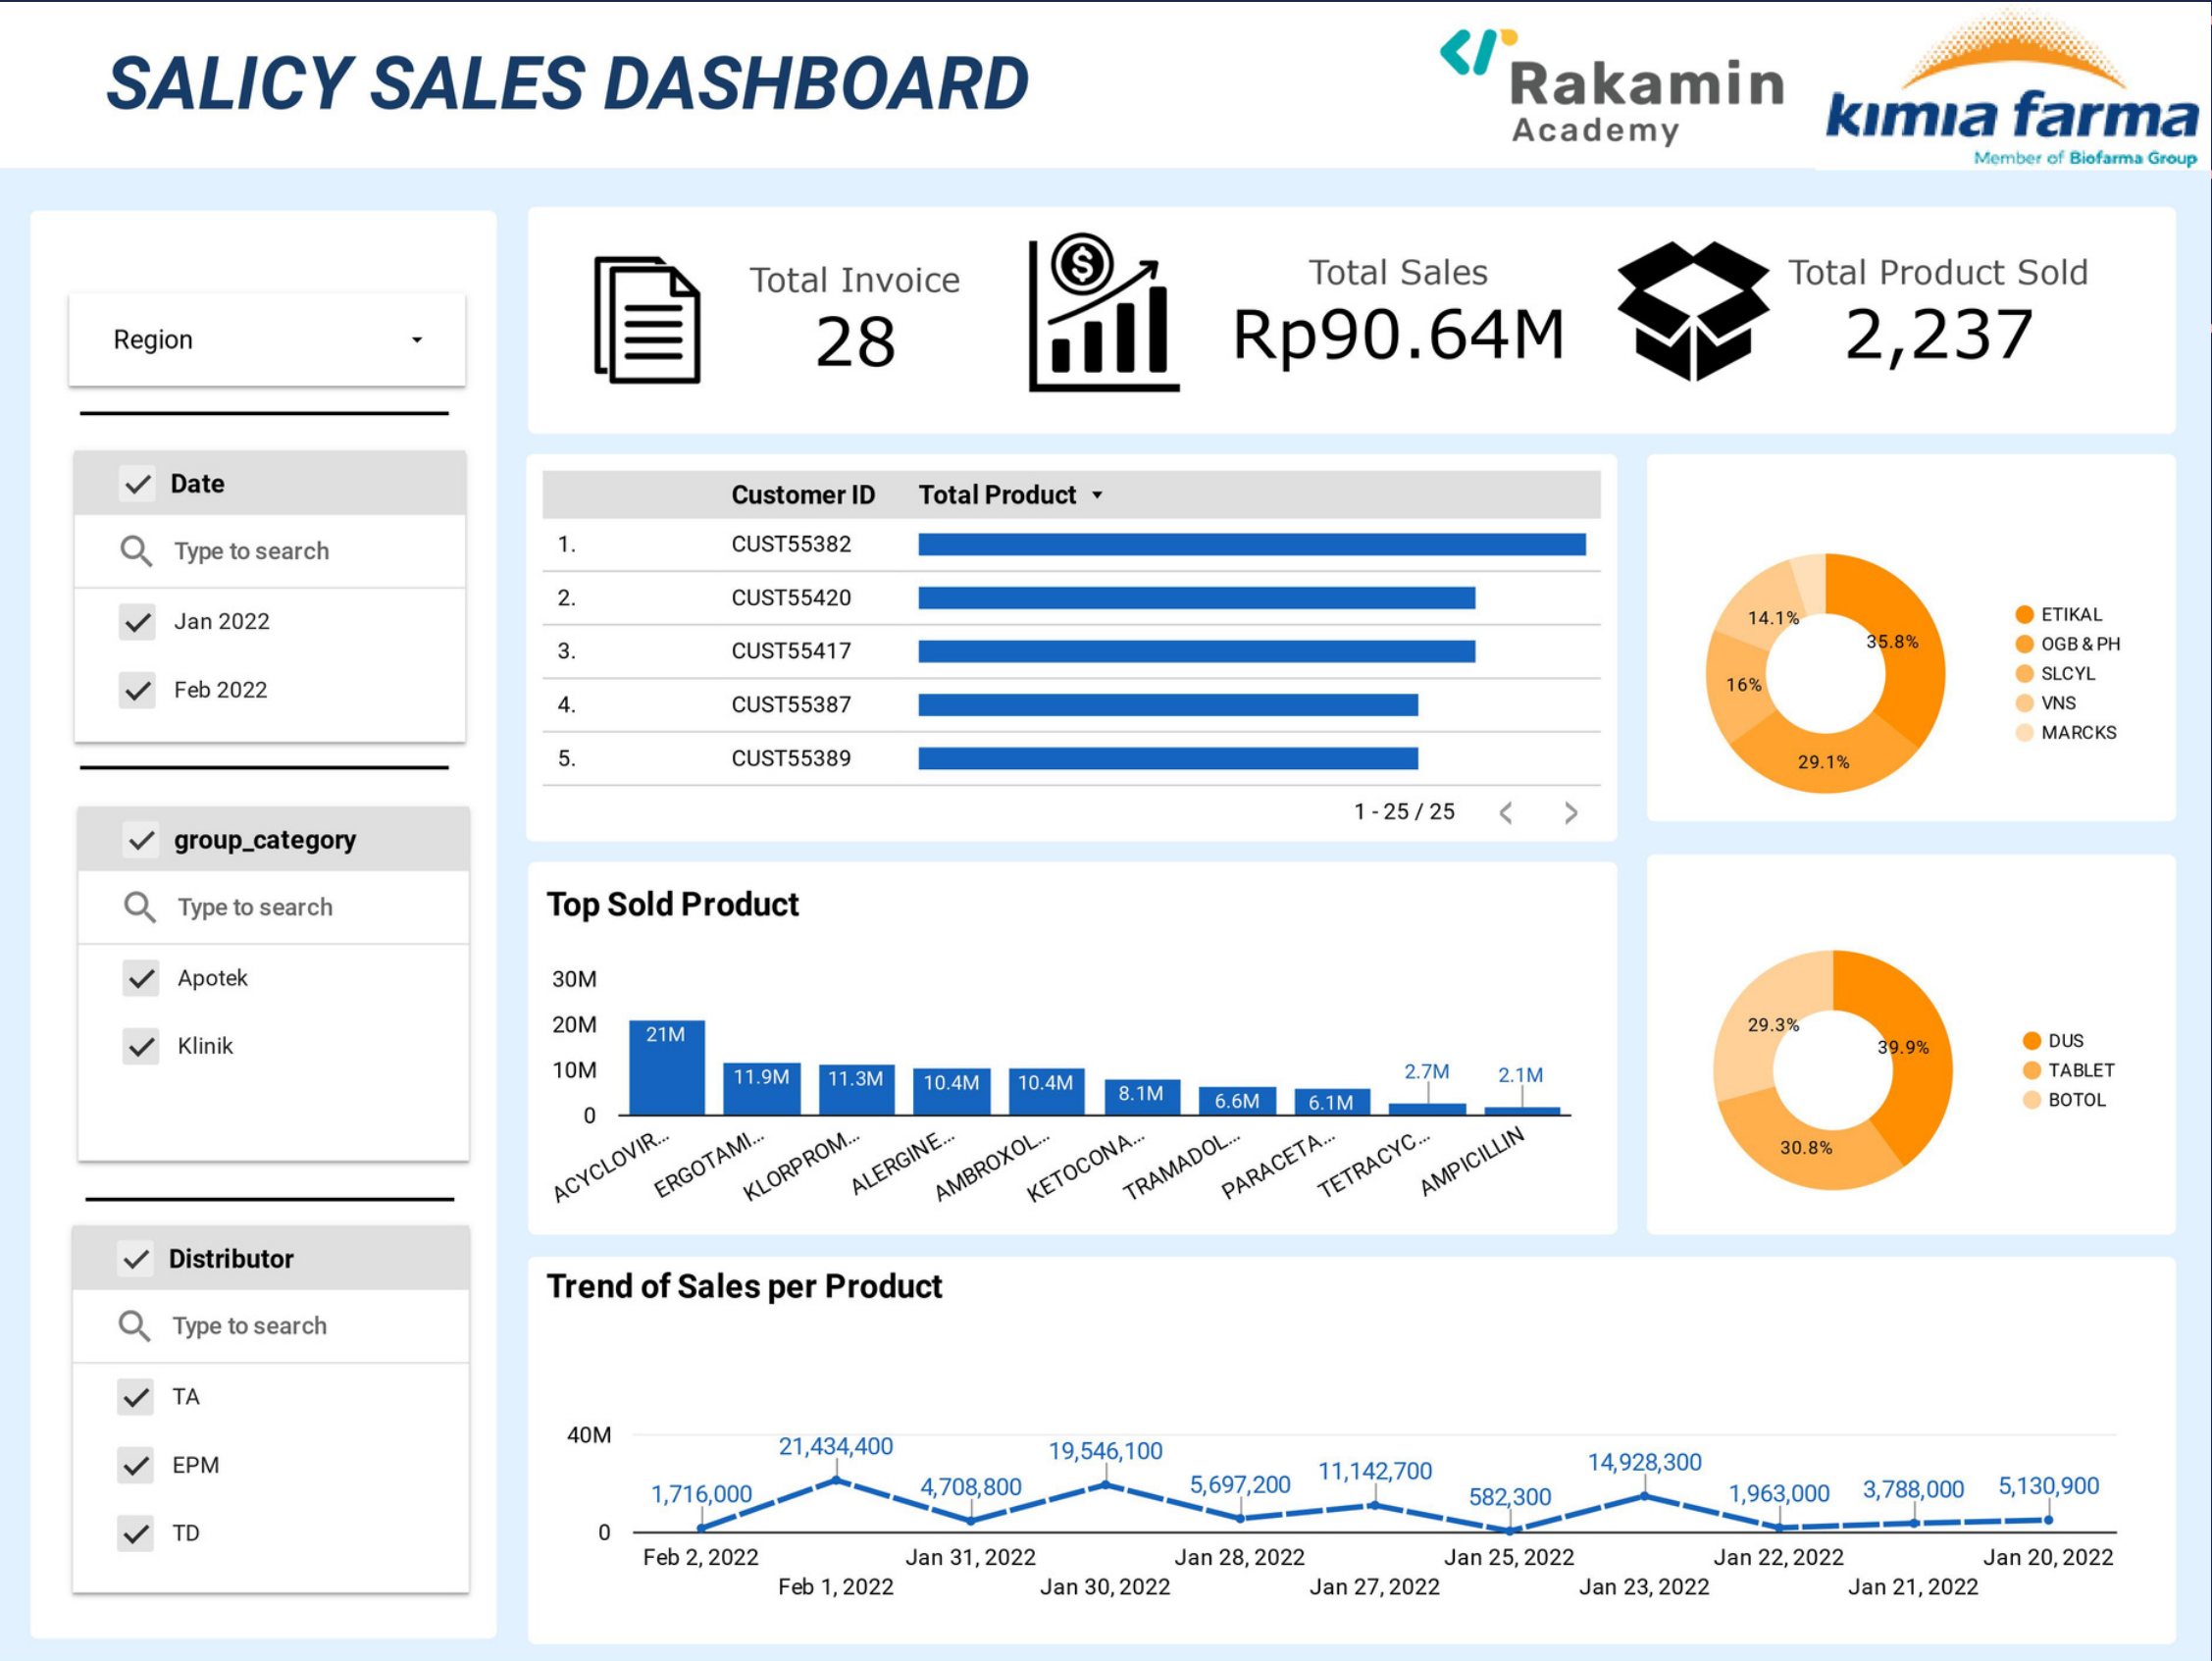 SALICY SALES DASHBOARD
Rakamin
Academy
kimia farma
Member of Biofarma Group
Region
Date
Type to search
Jan 2022
Feb 2022
group_category
Type to search
Apotek
Klinik
Distributor
Type to search
TA
EPM
TD
Total Invoice
28
Total Sales
Rp90.64M
Total Product Sold
2,237
Customer ID Total Product
1. CUST55382
2. CUST55420
3. CUST55417
4. CUST55387
5. CUST55389
1 - 25 / 25
35.8%
29.1%
16%
14.1%
ETIKAL
OGB & PH
SLCYL
VNS
MARCKS
Top Sold Product
30M
20M
10M
0
21M
11.9M
11.3M
10.4M
10.4M
8.1M
6.6M
6.1M
2.7M
2.1M
ACYCLOVIR...
ERGOTAMI...
KLORPROM...
ALERGINE...
AMBROXOL...
KETOCONA...
TRAMADOL...
PARACETA...
TETRACYC...
AMPICILLIN
39.9%
30.8%
29.3%
DUS
TABLET
BOTOL
Trend of Sales per Product
40M
0
1,716,000
21,434,400
4,708,800
19,546,100
5,697,200
11,142,700
582,300
14,928,300
1,963,000
3,788,000
5,130,900
Feb 2, 2022
Feb 1, 2022
Jan 31, 2022
Jan 30, 2022
Jan 28, 2022
Jan 27, 2022
Jan 25, 2022
Jan 23, 2022
Jan 22, 2022
Jan 21, 2022
Jan 20, 2022